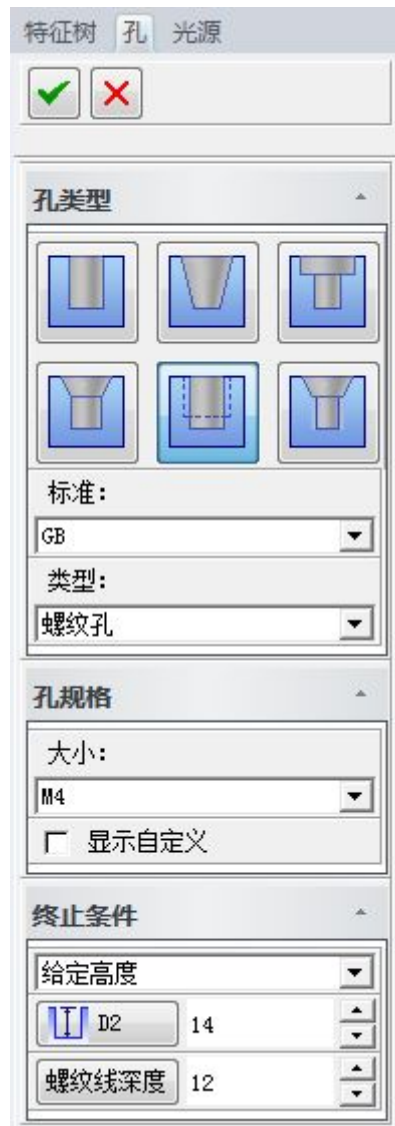 特征树 孔 光源
孔类型
标准:
GB
类型:
螺纹孔
孔规格
大小:
M4
显示自定义
终止条件
给定高度
D2 14
螺纹线深度 12